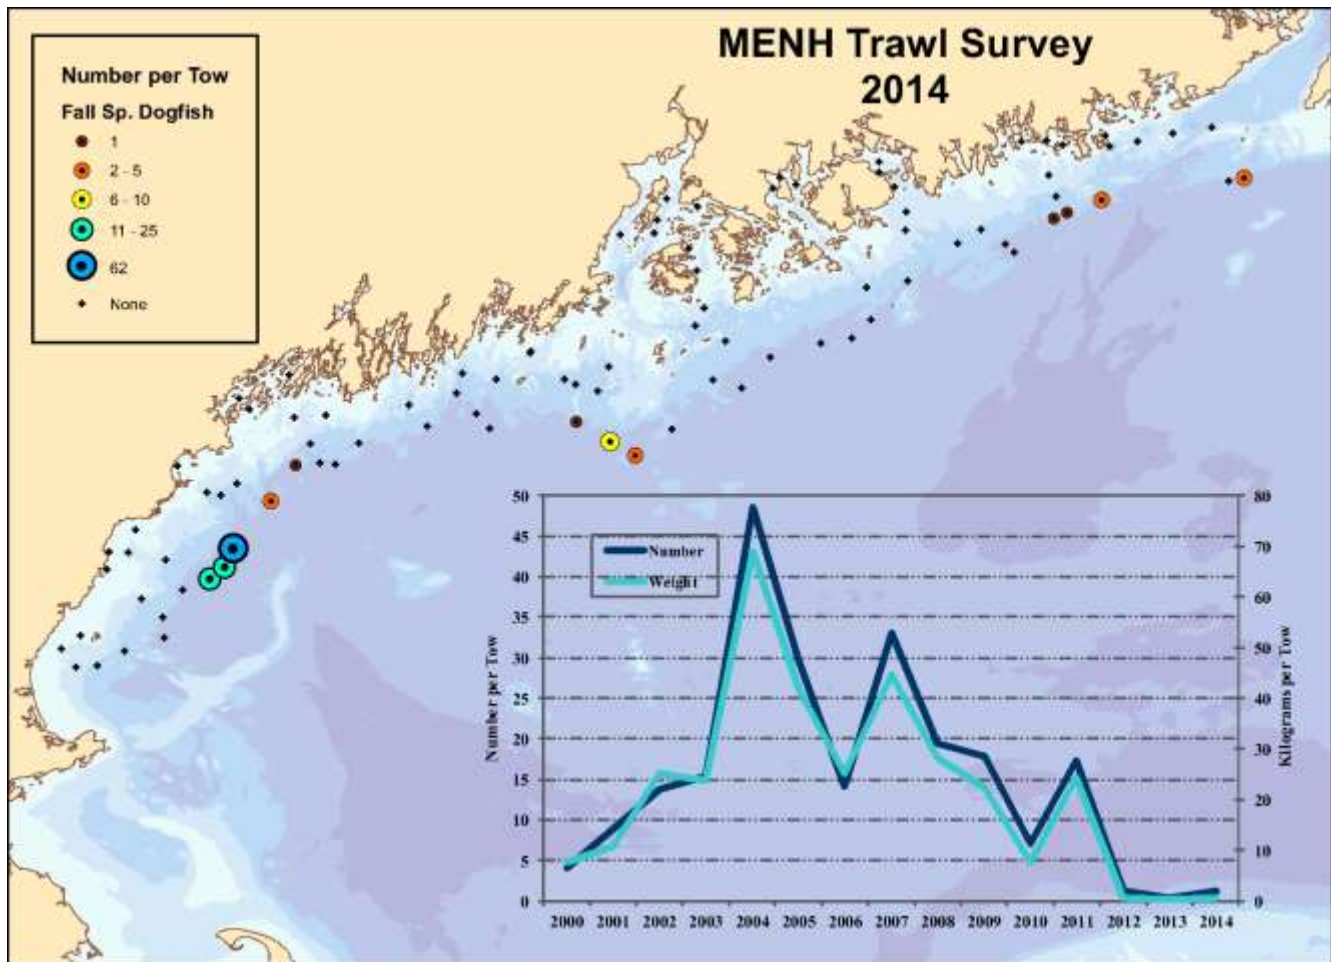 MENH Trawl Survey
2014
Number per Tow
Fall Sp. Dogfish
1
2 - 5
6 - 10
11 - 25
62
None
50
45
40
35
30
25
20
15
10
5
0
Number per Tow
Number
Weight
80
70
60
50
40
30
20
10
0
Kilograms per Tow
2000 2001 2002 2003 2004 2005 2006 2007 2008 2009 2010 2011 2012 2013 2014